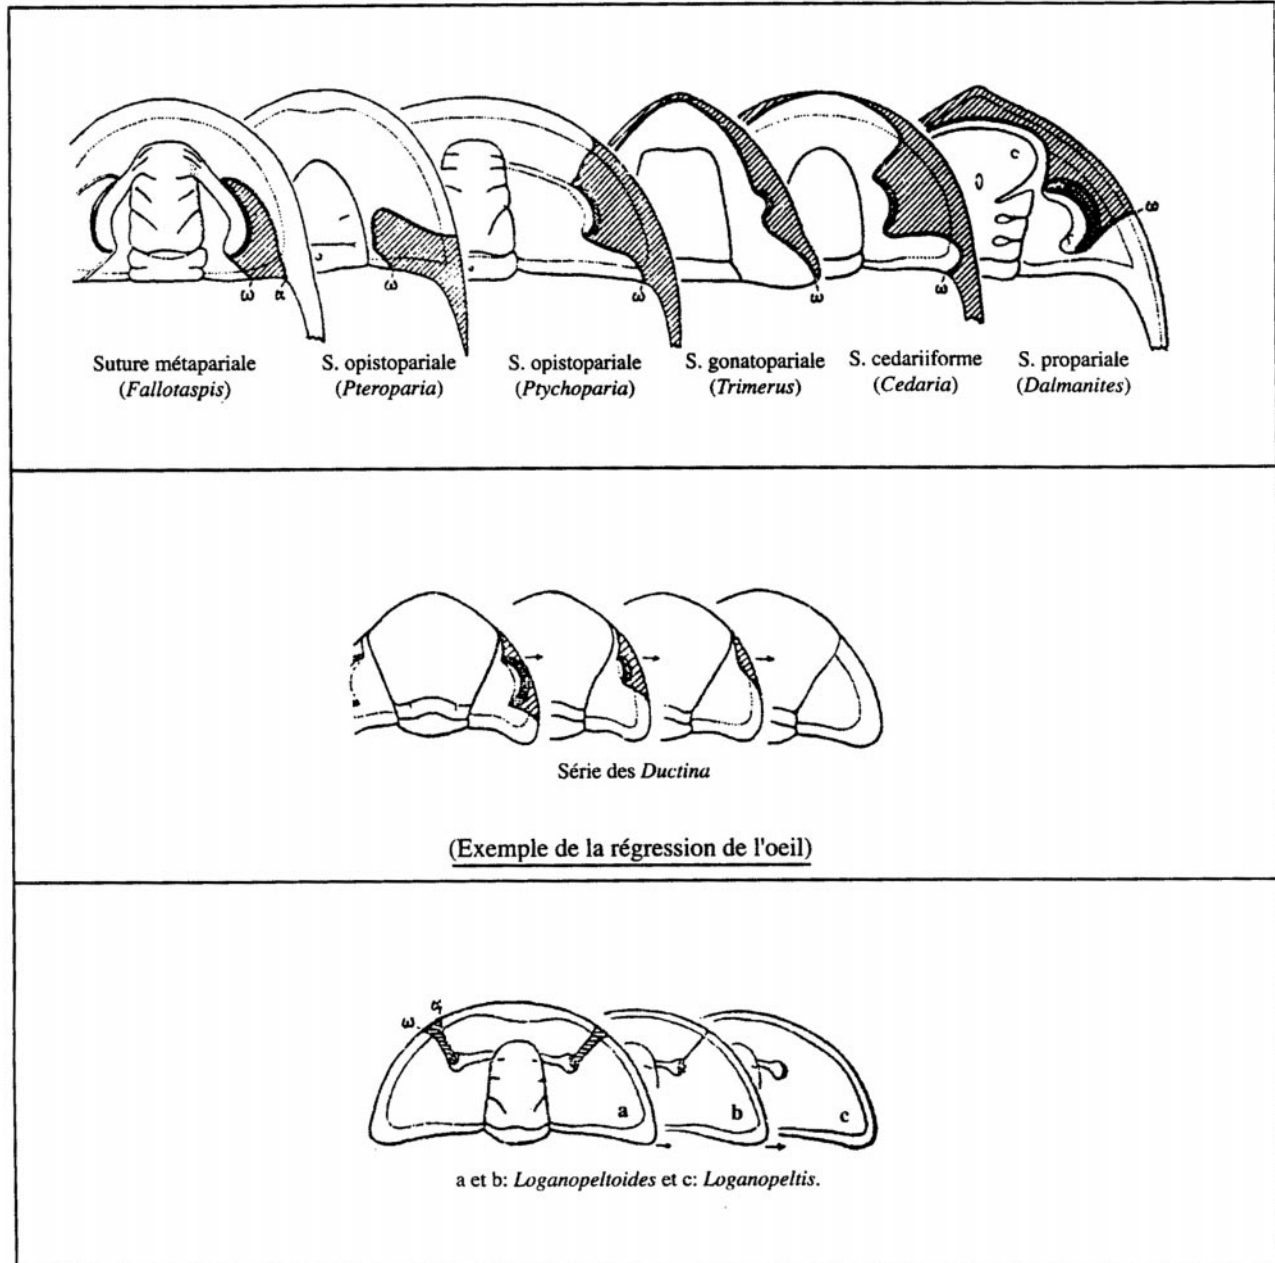 c
ω
ω α
ω
ω
ω
ω
Suture métapariale
(Fallotaspis)
S. opistopariale
(Pteroparia)
S. opistopariale
(Ptychoparia)
S. gonatopariale
(Trimerus)
S. cedariiforme
(Cedaria)
S. propariale
(Dalmanites)
Série des Ductina
(Exemple de la régression de l'oeil)
ω α
a
b
c
a et b: Loganopeltoides et c: Loganopeltis.